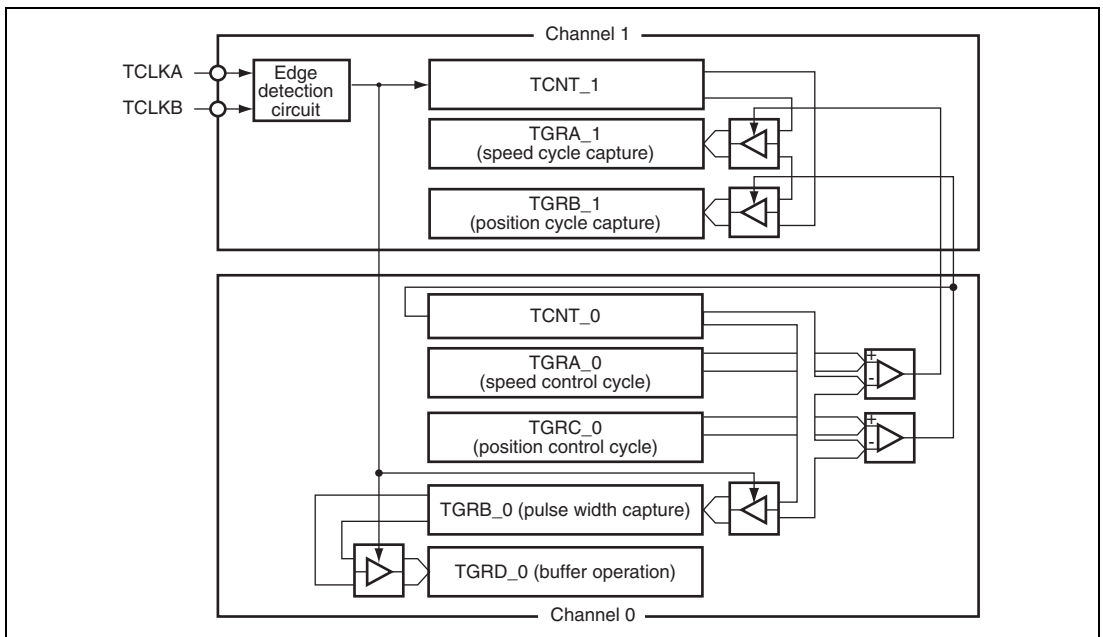 Channel 1
TCLKA
TCLKB
Edge
detection
circuit
TCNT_1
TGRA_1
(speed cycle capture)
TGRB_1
(position cycle capture)
TCNT_0
TGRA_0
(speed control cycle)
+
-
TGRC_0
(position control cycle)
+
-
TGRB_0 (pulse width capture)
TGRD_0 (buffer operation)
Channel 0